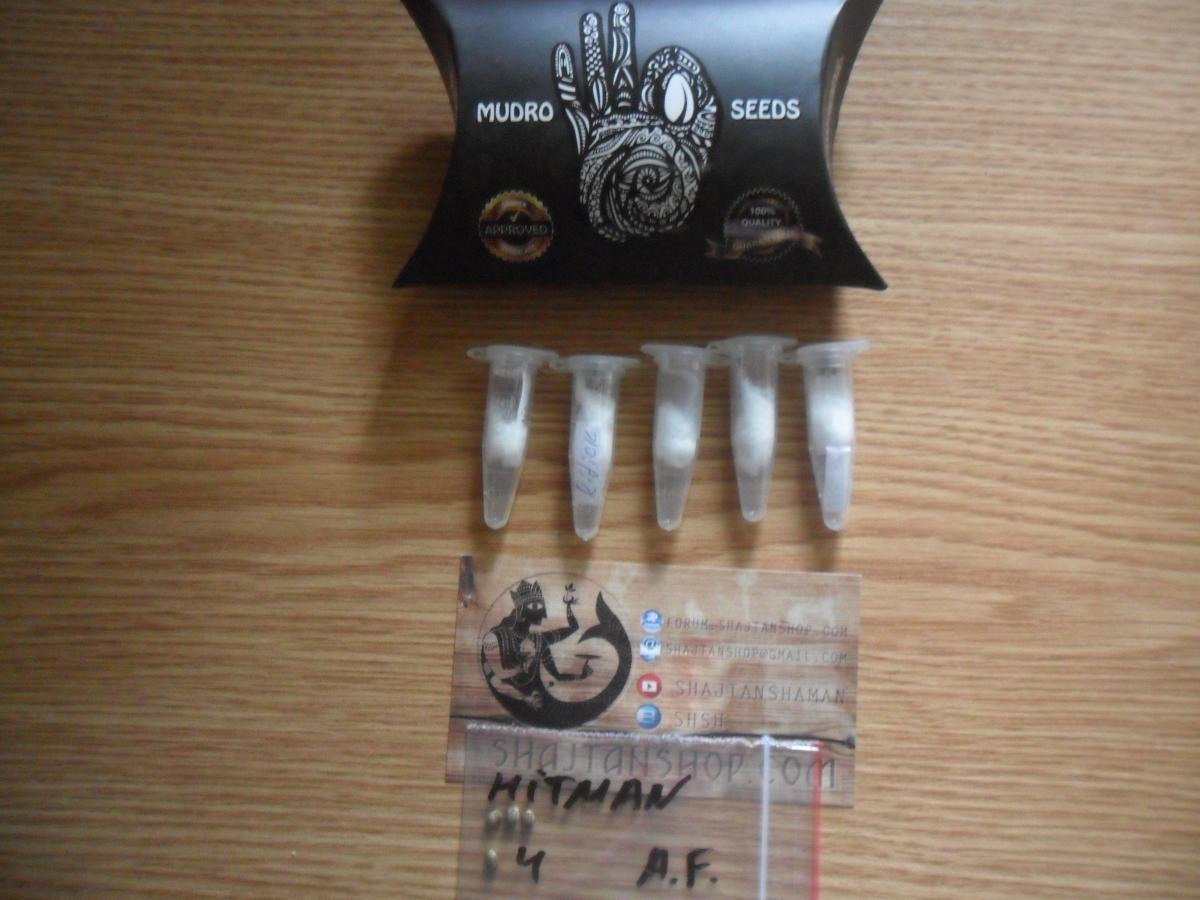 MUDRO SEEDS
APPROVED
100%
QUALITY
FORUM.SHAJTANSHOP.COM
SHAJTANSHOP@GMAIL.COM
SHAJTANSHAMAN
SHSH
SHAJTANSHOP.COM
HITMAN
4 A.F.